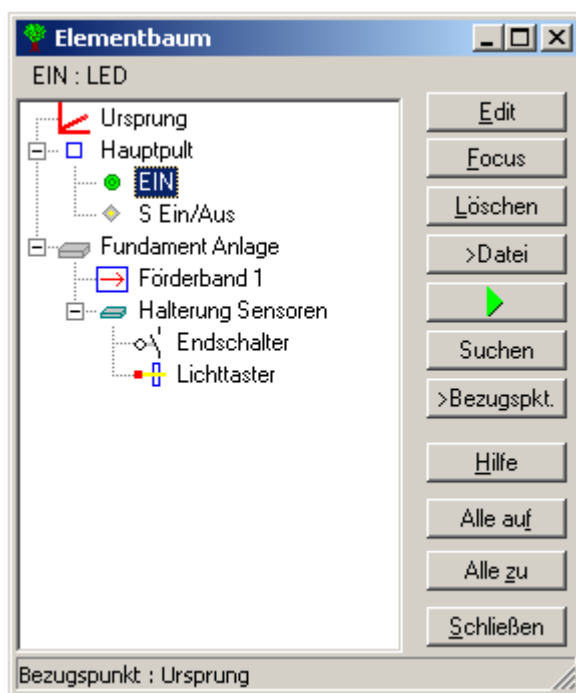 Elementbaum
EIN : LED
Ursprung
Hauptpult
EIN
S Ein/Aus
Fundament Anlage
Förderband 1
Halterung Sensoren
Endschalter
Lichttaster
Edit
Focus
Löschen
>Datei
Suchen
>Bezugspkt.
Hilfe
Alle auf
Alle zu
Schließen
Bezugspunkt : Ursprung